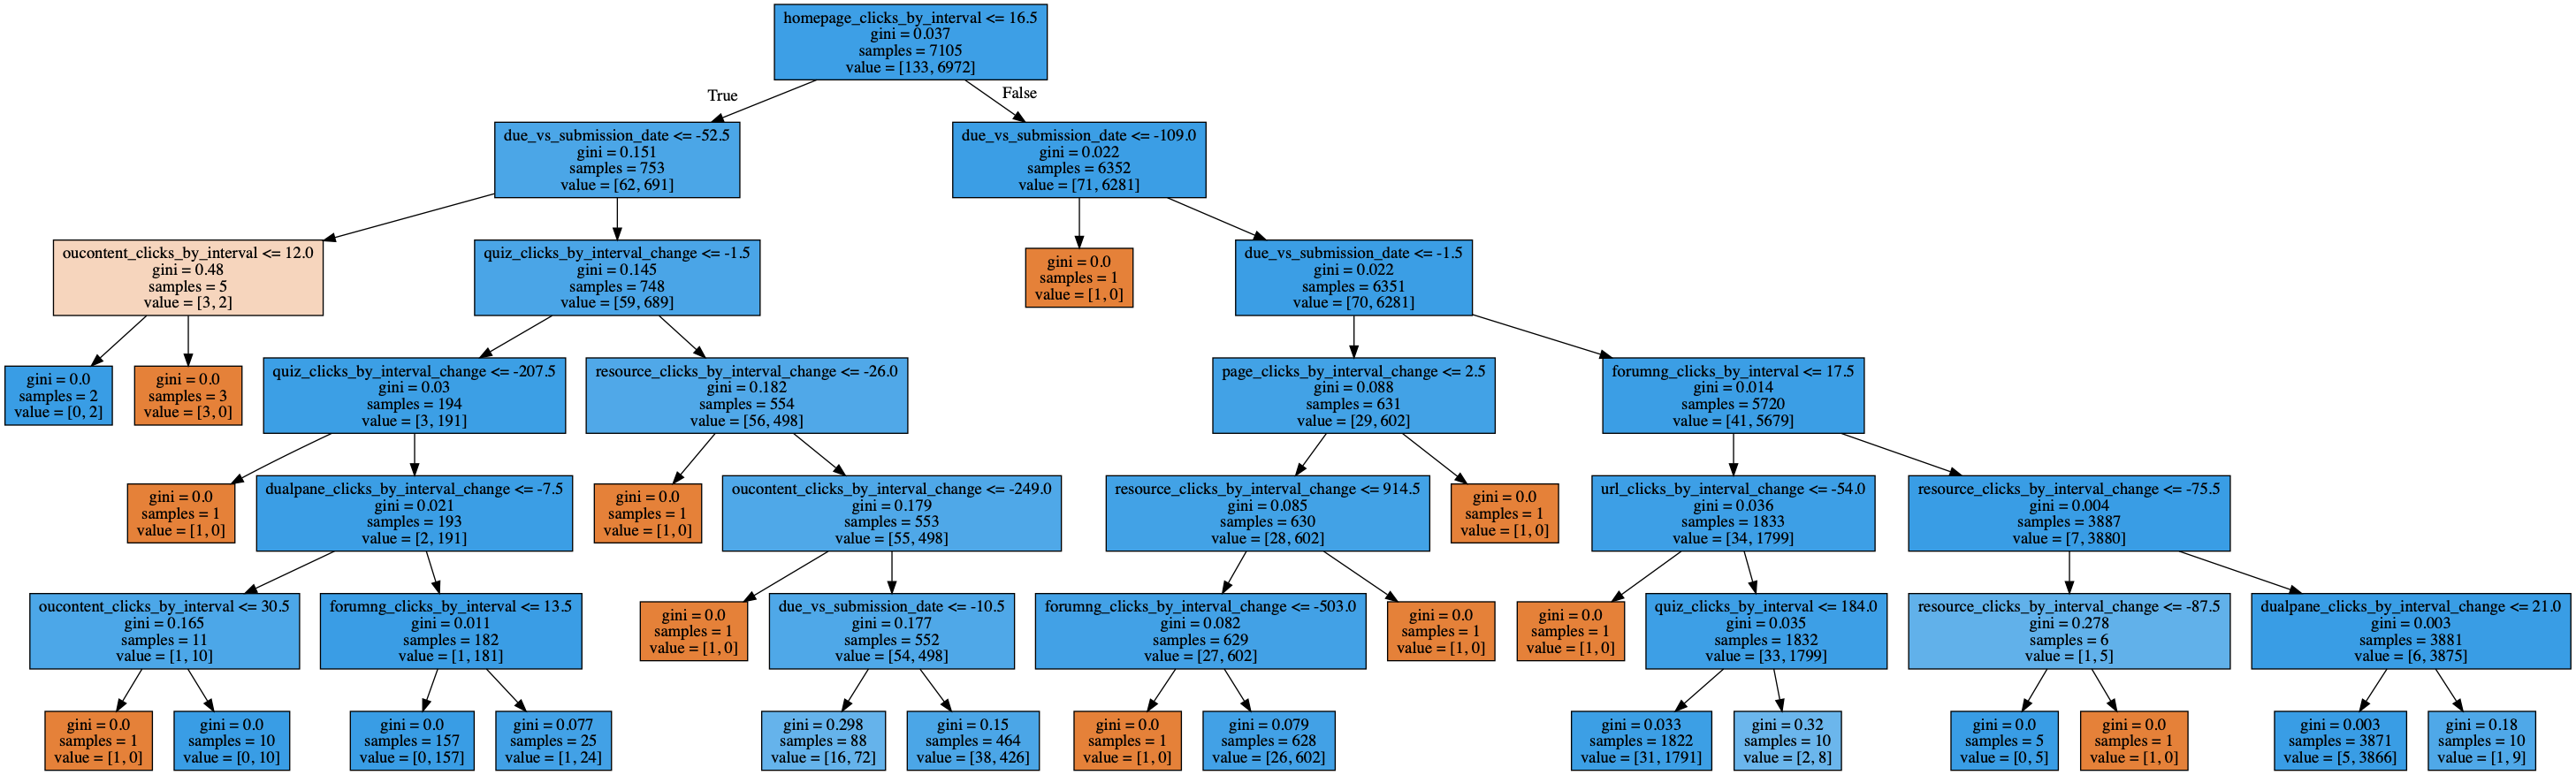 homepage_clicks_by_interval <= 16.5
gini = 0.037
samples = 7105
value = [133, 6972]
True
False
due_vs_submission_date <= -52.5
gini = 0.151
samples = 753
value = [62, 691]
due_vs_submission_date <= -109.0
gini = 0.022
samples = 6352
value = [71, 6281]
oucontent_clicks_by_interval <= 12.0
gini = 0.48
samples = 5
value = [3, 2]
quiz_clicks_by_interval_change <= -1.5
gini = 0.145
samples = 748
value = [59, 689]
gini = 0.0
samples = 1
value = [1, 0]
due_vs_submission_date <= -1.5
gini = 0.022
samples = 6351
value = [70, 6281]
gini = 0.0
samples = 2
value = [0, 2]
gini = 0.0
samples = 3
value = [3, 0]
quiz_clicks_by_interval_change <= -207.5
gini = 0.03
samples = 194
value = [3, 191]
resource_clicks_by_interval_change <= -26.0
gini = 0.182
samples = 554
value = [56, 498]
page_clicks_by_interval_change <= 2.5
gini = 0.088
samples = 631
value = [29, 602]
forumng_clicks_by_interval <= 17.5
gini = 0.014
samples = 5720
value = [41, 5679]
gini = 0.0
samples = 1
value = [1, 0]
dualpane_clicks_by_interval_change <= -7.5
gini = 0.021
samples = 193
value = [2, 191]
gini = 0.0
samples = 1
value = [1, 0]
oucontent_clicks_by_interval_change <= -249.0
gini = 0.179
samples = 553
value = [55, 498]
resource_clicks_by_interval_change <= 914.5
gini = 0.085
samples = 630
value = [28, 602]
gini = 0.0
samples = 1
value = [1, 0]
url_clicks_by_interval_change <= -54.0
gini = 0.036
samples = 1833
value = [34, 1799]
resource_clicks_by_interval_change <= -75.5
gini = 0.004
samples = 3887
value = [7, 3880]
oucontent_clicks_by_interval <= 30.5
gini = 0.165
samples = 11
value = [1, 10]
forumng_clicks_by_interval <= 13.5
gini = 0.011
samples = 182
value = [1, 181]
gini = 0.0
samples = 1
value = [1, 0]
due_vs_submission_date <= -10.5
gini = 0.177
samples = 552
value = [54, 498]
forumng_clicks_by_interval_change <= -503.0
gini = 0.082
samples = 629
value = [27, 602]
gini = 0.0
samples = 1
value = [1, 0]
gini = 0.0
samples = 1
value = [1, 0]
quiz_clicks_by_interval <= 184.0
gini = 0.035
samples = 1832
value = [33, 1799]
resource_clicks_by_interval_change <= -87.5
gini = 0.278
samples = 6
value = [1, 5]
dualpane_clicks_by_interval_change <= 21.0
gini = 0.003
samples = 3881
value = [6, 3875]
gini = 0.0
samples = 1
value = [1, 0]
gini = 0.0
samples = 10
value = [0, 10]
gini = 0.0
samples = 157
value = [0, 157]
gini = 0.077
samples = 25
value = [1, 24]
gini = 0.298
samples = 88
value = [16, 72]
gini = 0.15
samples = 464
value = [38, 426]
gini = 0.0
samples = 1
value = [1, 0]
gini = 0.079
samples = 628
value = [26, 602]
gini = 0.033
samples = 1822
value = [31, 1791]
gini = 0.32
samples = 10
value = [2, 8]
gini = 0.0
samples = 5
value = [0, 5]
gini = 0.0
samples = 1
value = [1, 0]
gini = 0.003
samples = 3871
value = [5, 3866]
gini = 0.18
samples = 10
value = [1, 9]